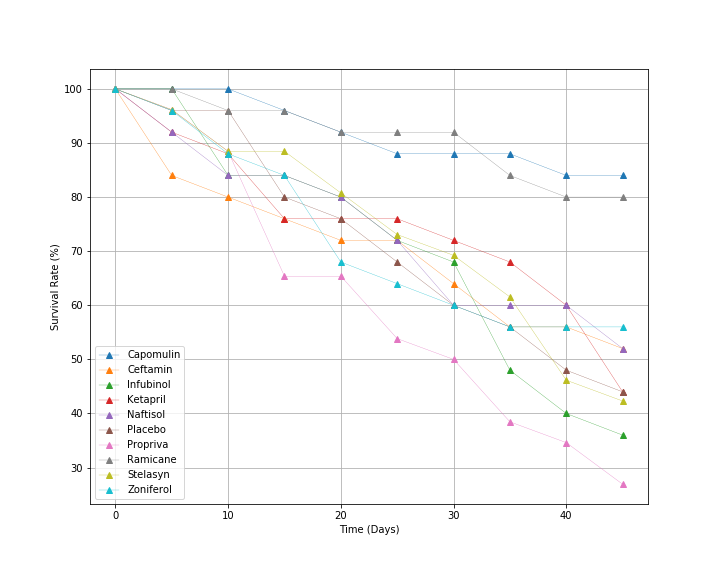 100
90
80
70
60
50
40
30
Survival Rate (%)
Capomulin
Ceftamin
Infubinol
Ketapril
Naftisol
Placebo
Propriva
Ramicane
Stelasyn
Zoniferol
0 10 20 30 40
Time (Days)